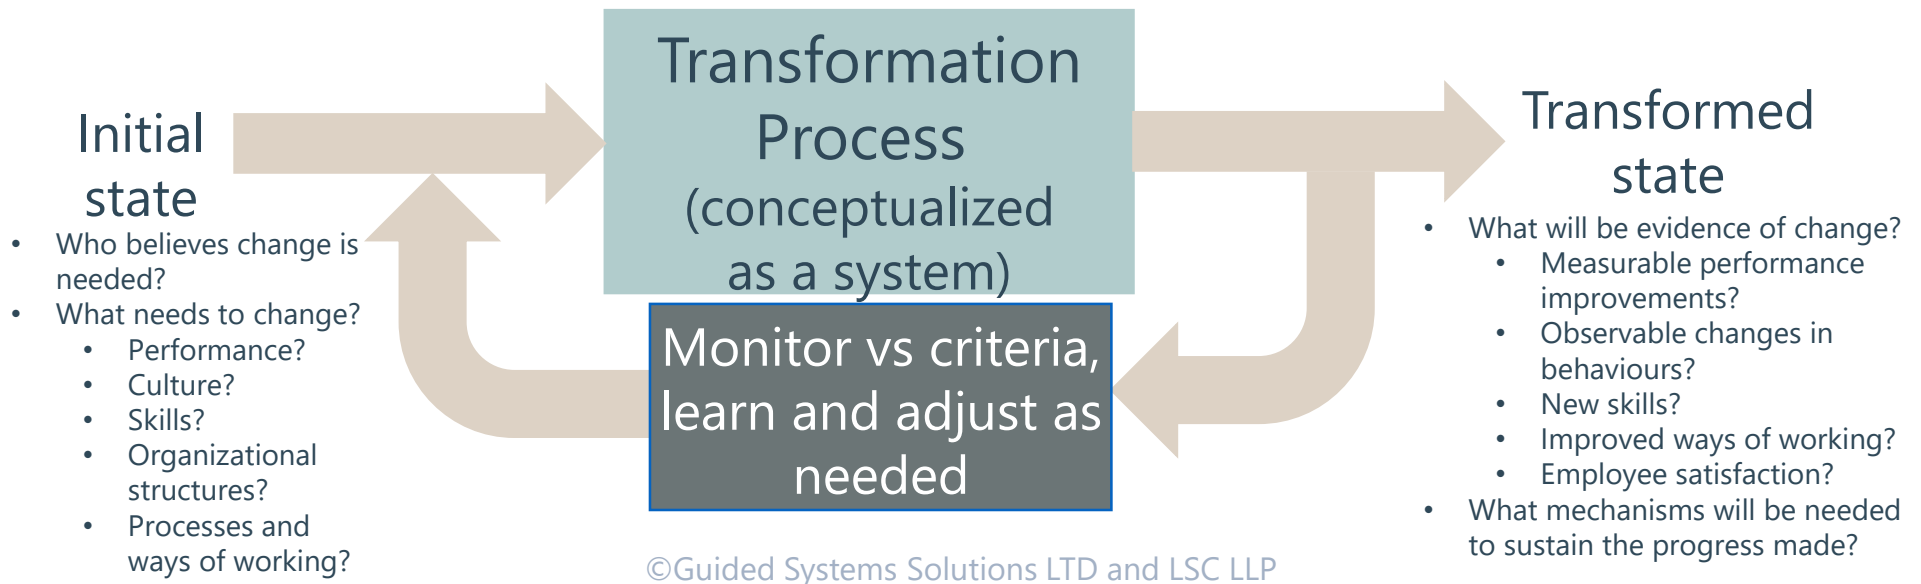 Initial
state
• Who believes change is
needed?
• What needs to change?
• Performance?
• Culture?
• Skills?
• Organizational
structures?
• Processes and
ways of working?
Transformation
Process
(conceptualized
as a system)
Monitor vs criteria,
learn and adjust as
needed
Transformed
state
• What will be evidence of change?
• Measurable performance
improvements?
• Observable changes in
behaviours?
• New skills?
• Improved ways of working?
• Employee satisfaction?
• What mechanisms will be needed
to sustain the progress made?
©Guided Systems Solutions LTD and LSC LLP